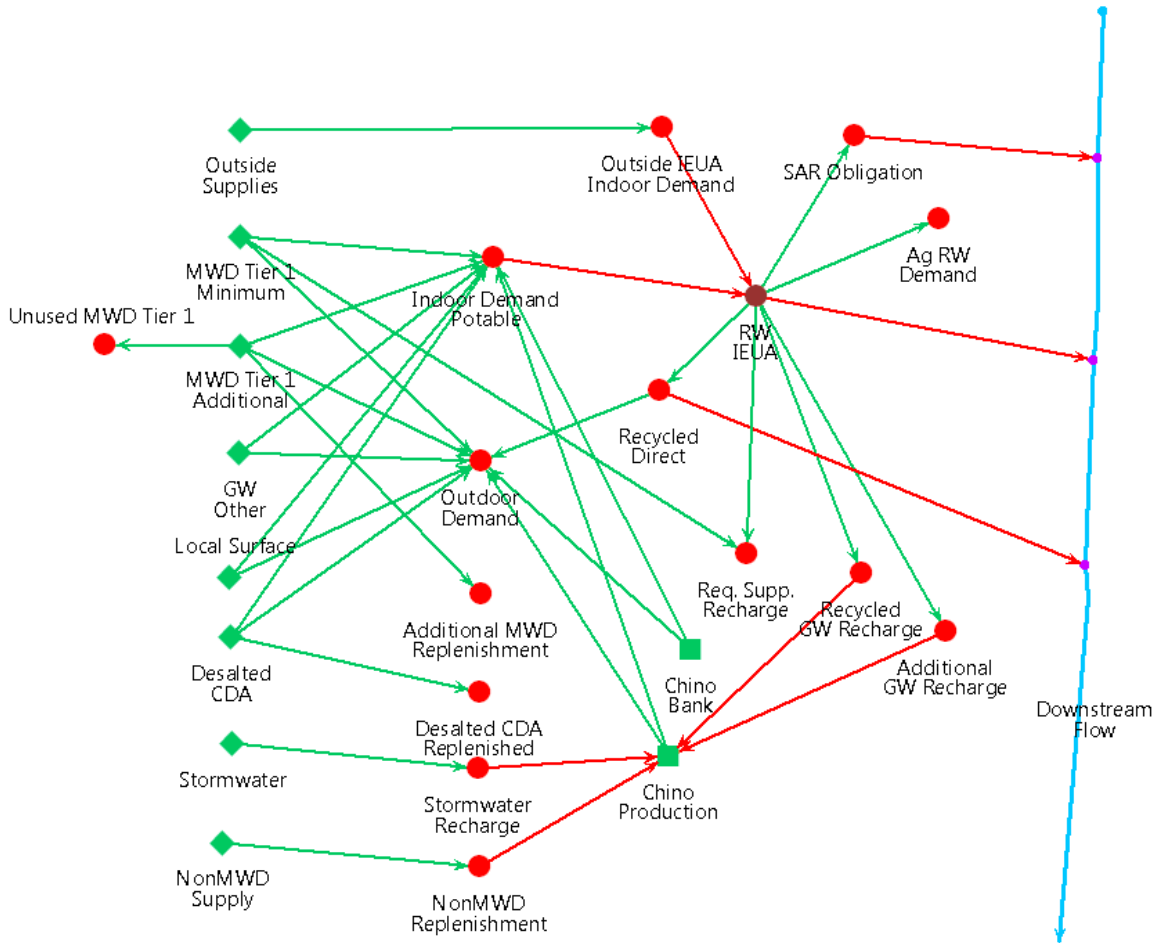 Outside
Supplies
Outside IEUA
Indoor Demand
SAR Obligation
Ag RW
Demand
MWD Tier 1
Minimum
Indoor Demand
Potable
Unused MWD Tier 1
RW
IEUA
MWD Tier 1
Additional
Recycled
Direct
GW
Other
Outdoor
Demand
Local Surface
Req. Supp.
Recharge
Recycled
GW Recharge
Additional MWD
Replenishment
Additional
GW Recharge
Desalted
CDA
Chino
Bank
Downstream
Flow
Desalted CDA
Replenished
Stormwater
Chino
Production
Stormwater
Recharge
NonMWD
Supply
NonMWD
Replenishment